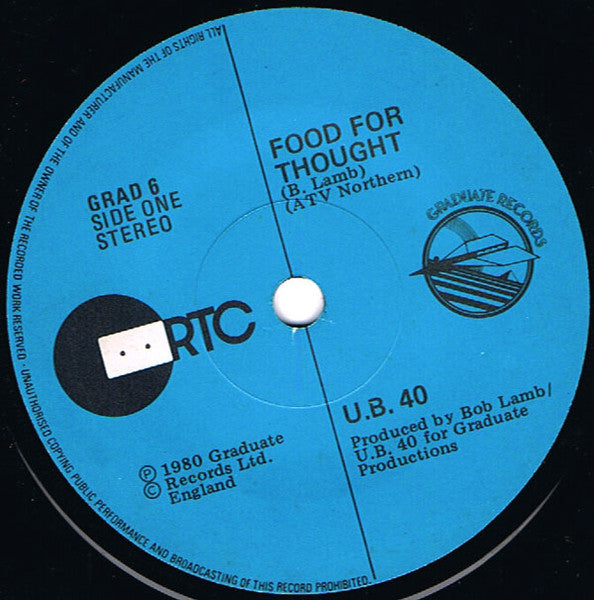 FOOD FOR
THOUGHT
(B. Lamb)
(ATV Northern)
GRAD 6
SIDE ONE
STEREO
GRADUATE RECORDS
RTC
U.B. 40
Produced by Bob Lamb/
U.B. 40 for Graduate
Productions
Ⓟ 1980 Graduate
© Records Ltd.
England
ALL RIGHTS OF THE MANUFACTURER AND OF THE OWNER OF THE RECORDED WORK RESERVED · UNAUTHORISED COPYING PUBLIC PERFORMANCE AND BROADCASTING OF THIS RECORD PROHIBITED.